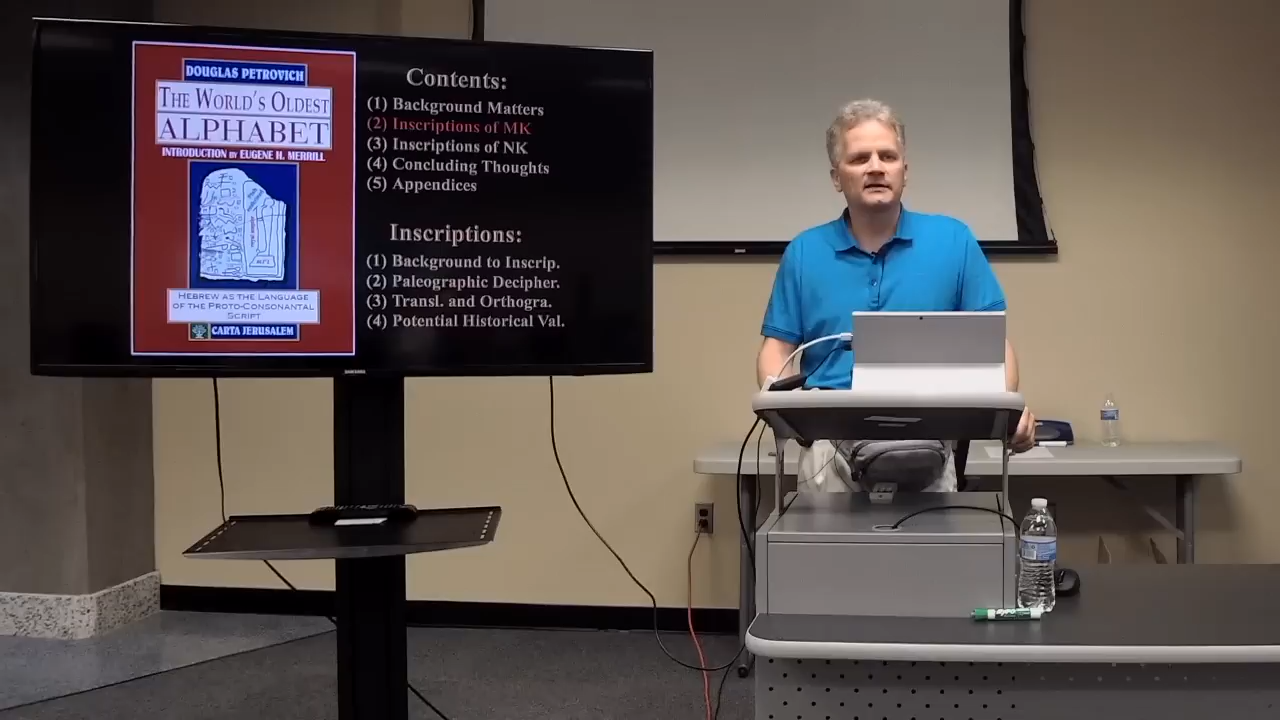 DOUGLAS PETROVICH
THE WORLD'S OLDEST
ALPHABET
INTRODUCTION BY EUGENE H. MERRILL
HEBREW AS THE LANGUAGE
OF THE PROTO-CONSONANTAL
SCRIPT
CARTA JERUSALEM
Contents:
(1) Background Matters
(2) Inscriptions of MK
(3) Inscriptions of NK
(4) Concluding Thoughts
(5) Appendices
Inscriptions:
(1) Background to Inscrip.
(2) Paleographic Decipher.
(3) Transl. and Orthogra.
(4) Potential Historical Val.